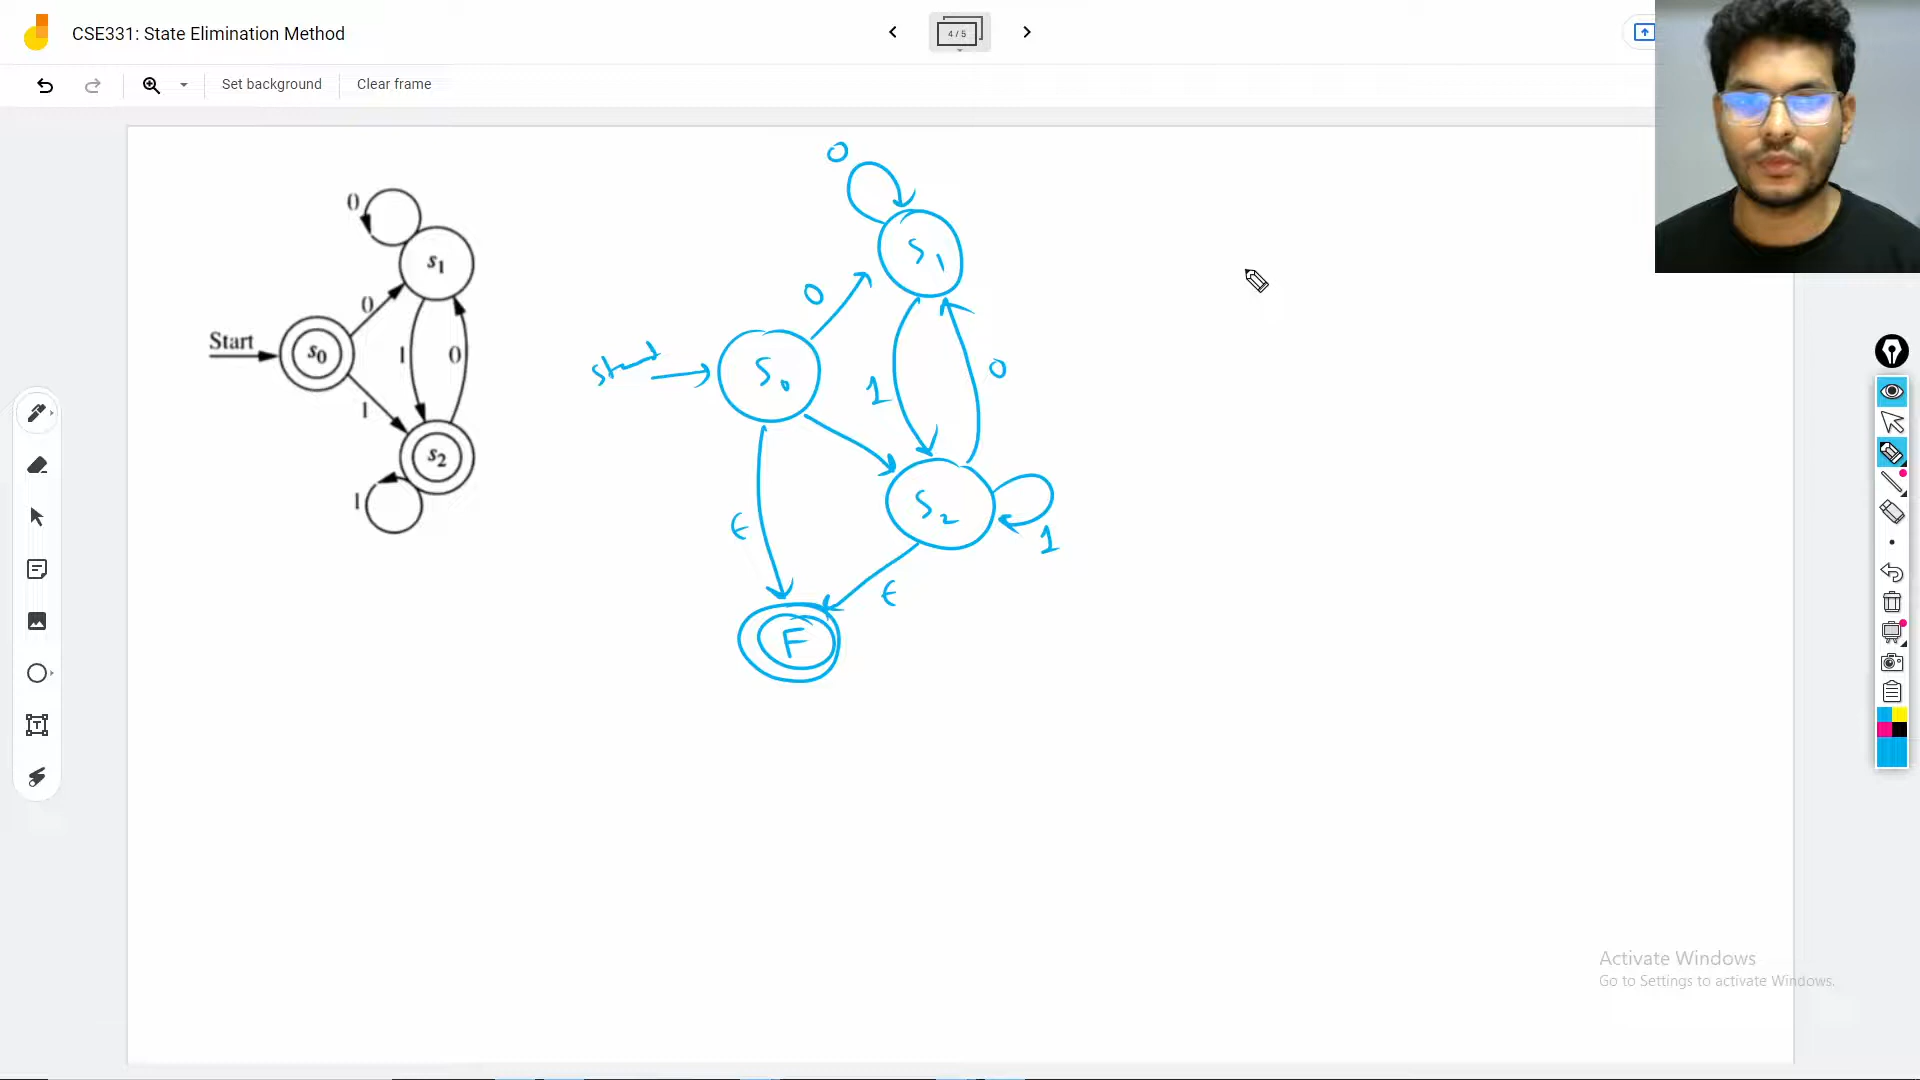 CSE331: State Elimination Method
4 / 5
Set background
Clear frame
0
s1
0
Start
s0
1
0
1
s2
1
0
S1
0
start
S0
1
0
S2
1
ϵ
ϵ
F
Activate Windows
Go to Settings to activate Windows.